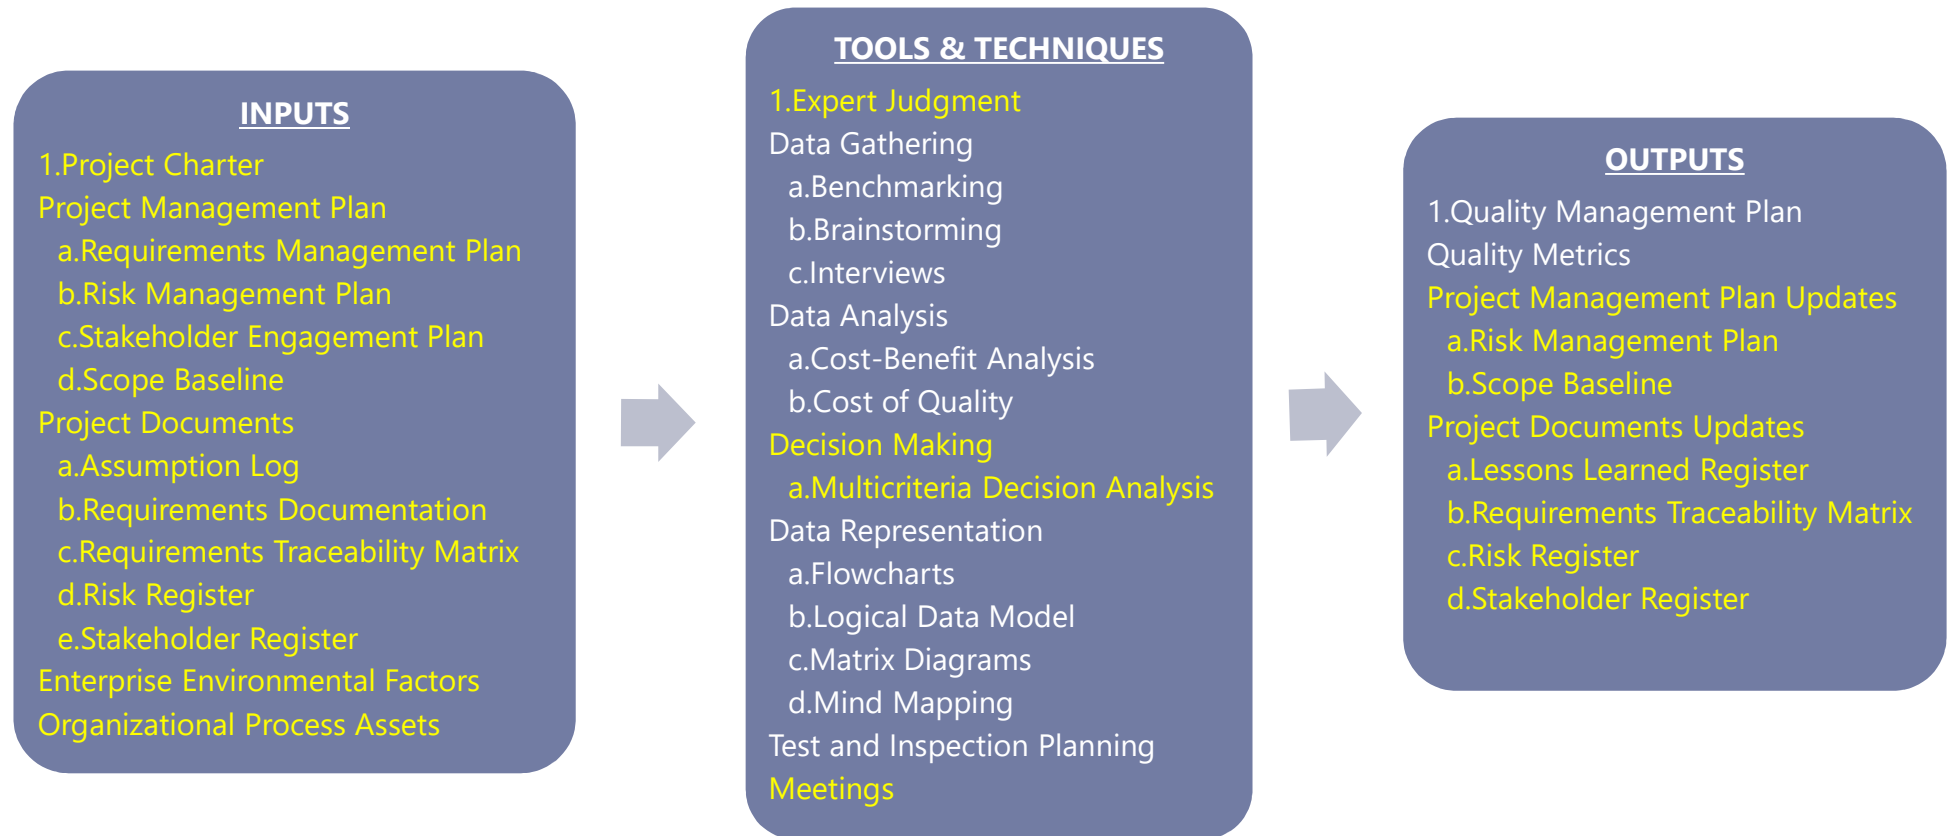 INPUTS
1.Project Charter
Project Management Plan
a.Requirements Management Plan
b.Risk Management Plan
c.Stakeholder Engagement Plan
d.Scope Baseline
Project Documents
a.Assumption Log
b.Requirements Documentation
c.Requirements Traceability Matrix
d.Risk Register
e.Stakeholder Register
Enterprise Environmental Factors
Organizational Process Assets
TOOLS & TECHNIQUES
1.Expert Judgment
Data Gathering
a.Benchmarking
b.Brainstorming
c.Interviews
Data Analysis
a.Cost-Benefit Analysis
b.Cost of Quality
Decision Making
a.Multicriteria Decision Analysis
Data Representation
a.Flowcharts
b.Logical Data Model
c.Matrix Diagrams
d.Mind Mapping
Test and Inspection Planning
Meetings
OUTPUTS
1.Quality Management Plan
Quality Metrics
Project Management Plan Updates
a.Risk Management Plan
b.Scope Baseline
Project Documents Updates
a.Lessons Learned Register
b.Requirements Traceability Matrix
c.Risk Register
d.Stakeholder Register